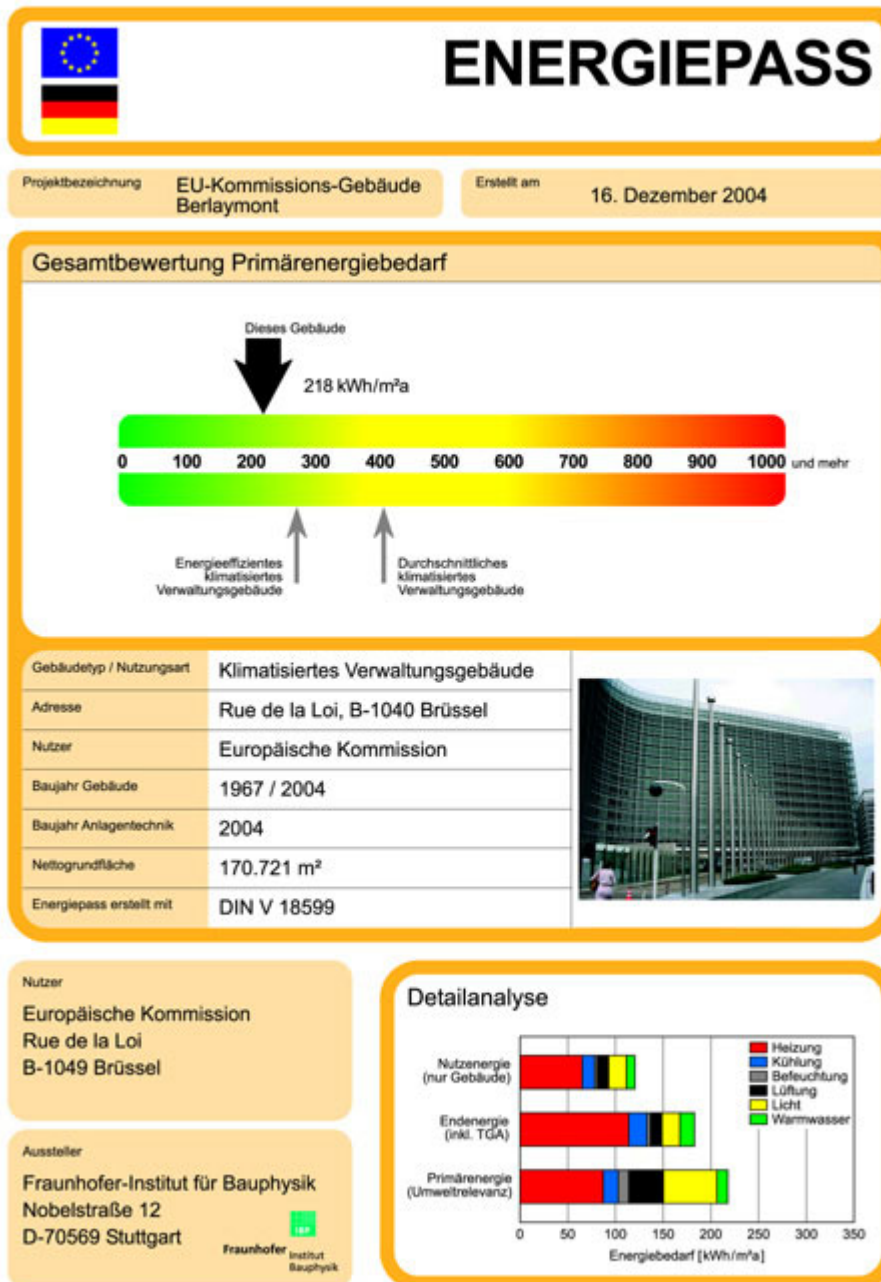 ENERGIEPASS
Projektbezeichnung
EU-Kommissions-Gebäude
Berlaymont
Erstellt am
16. Dezember 2004
Gesamtbewertung Primärenergiebedarf
Dieses Gebäude
218 kWh/m²a
0 100 200 300 400 500 600 700 800 900 1000 und mehr
Energieeffizientes
klimatisiertes
Verwaltungsgebäude
Durchschnittliches
klimatisiertes
Verwaltungsgebäude
Gebäudetyp / Nutzungsart
Klimatisiertes Verwaltungsgebäude
Adresse
Rue de la Loi, B-1040 Brüssel
Nutzer
Europäische Kommission
Baujahr Gebäude
1967 / 2004
Baujahr Anlagentechnik
2004
Nettogrundfläche
170.721 m²
Energiepass erstellt mit
DIN V 18599
Nutzer
Europäische Kommission
Rue de la Loi
B-1049 Brüssel
Aussteller
Fraunhofer-Institut für Bauphysik
Nobelstraße 12
D-70569 Stuttgart
IBP
Fraunhofer Institut
Bauphysik
Detailanalyse
Nutzenergie
(nur Gebäude)
Endenergie
(inkl. TGA)
Primärenergie
(Umweltrelevanz)
Heizung
Kühlung
Befeuchtung
Lüftung
Licht
Warmwasser
0 50 100 150 200 250 300 350
Energiebedarf [kWh/m²a]